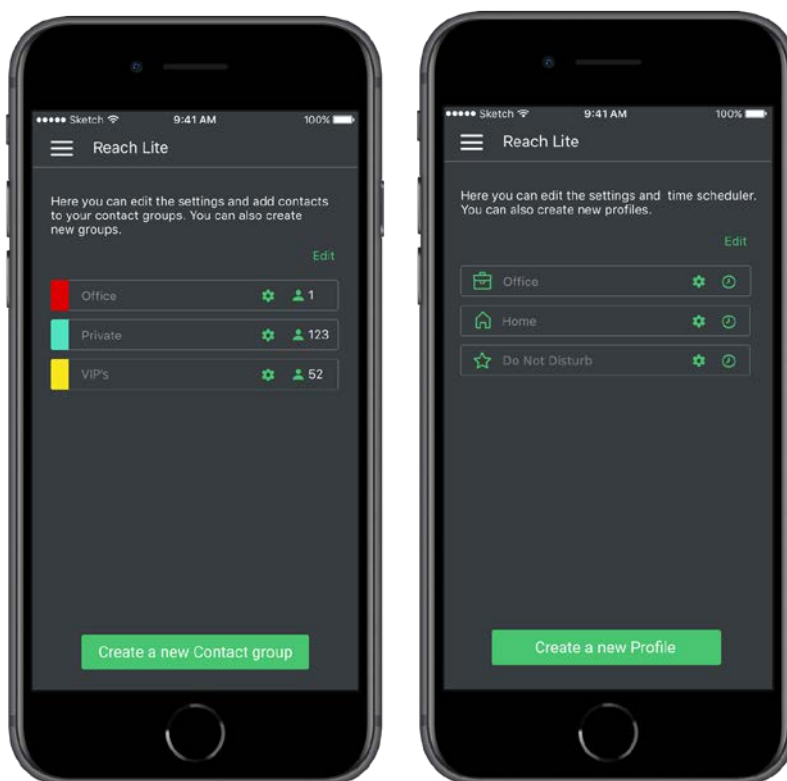 Sketch 9:41 AM 100%
Reach Lite
Here you can edit the settings and add contacts
to your contact groups. You can also create
new groups.
Edit
Office 1
Private 123
VIP's 52
Create a new Contact group
Sketch 9:41 AM 100%
Reach Lite
Here you can edit the settings and time scheduler.
You can also create new profiles.
Edit
Office
Home
Do Not Disturb
Create a new Profile